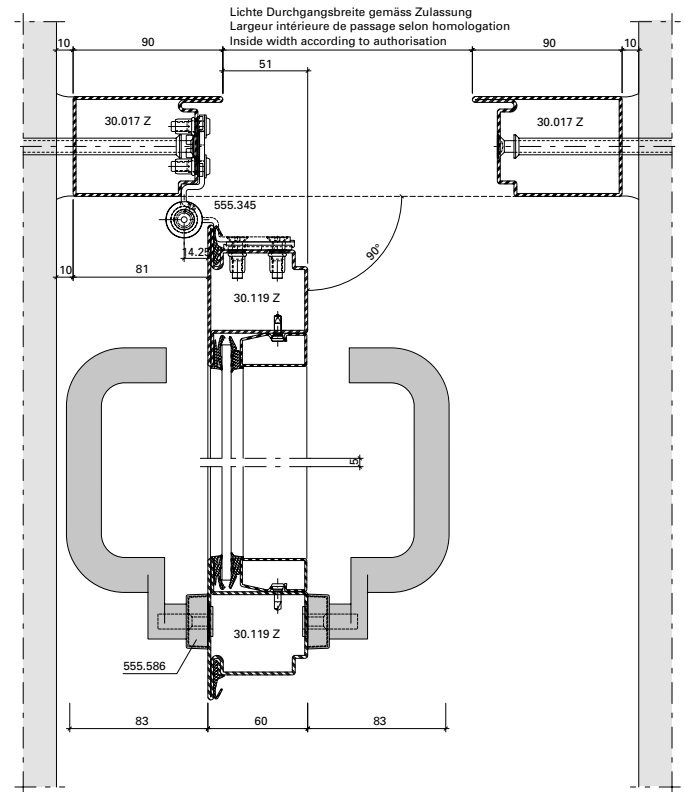 Lichte Durchgangsbreite gemäss Zulassung
Largeur intérieure de passage selon homologation
Inside width according to authorisation
10
90
51
90
10
30.017 Z
30.017 Z
555.345
14.25
90°
10
81
30.119 Z
5
30.119 Z
555.586
83
60
83